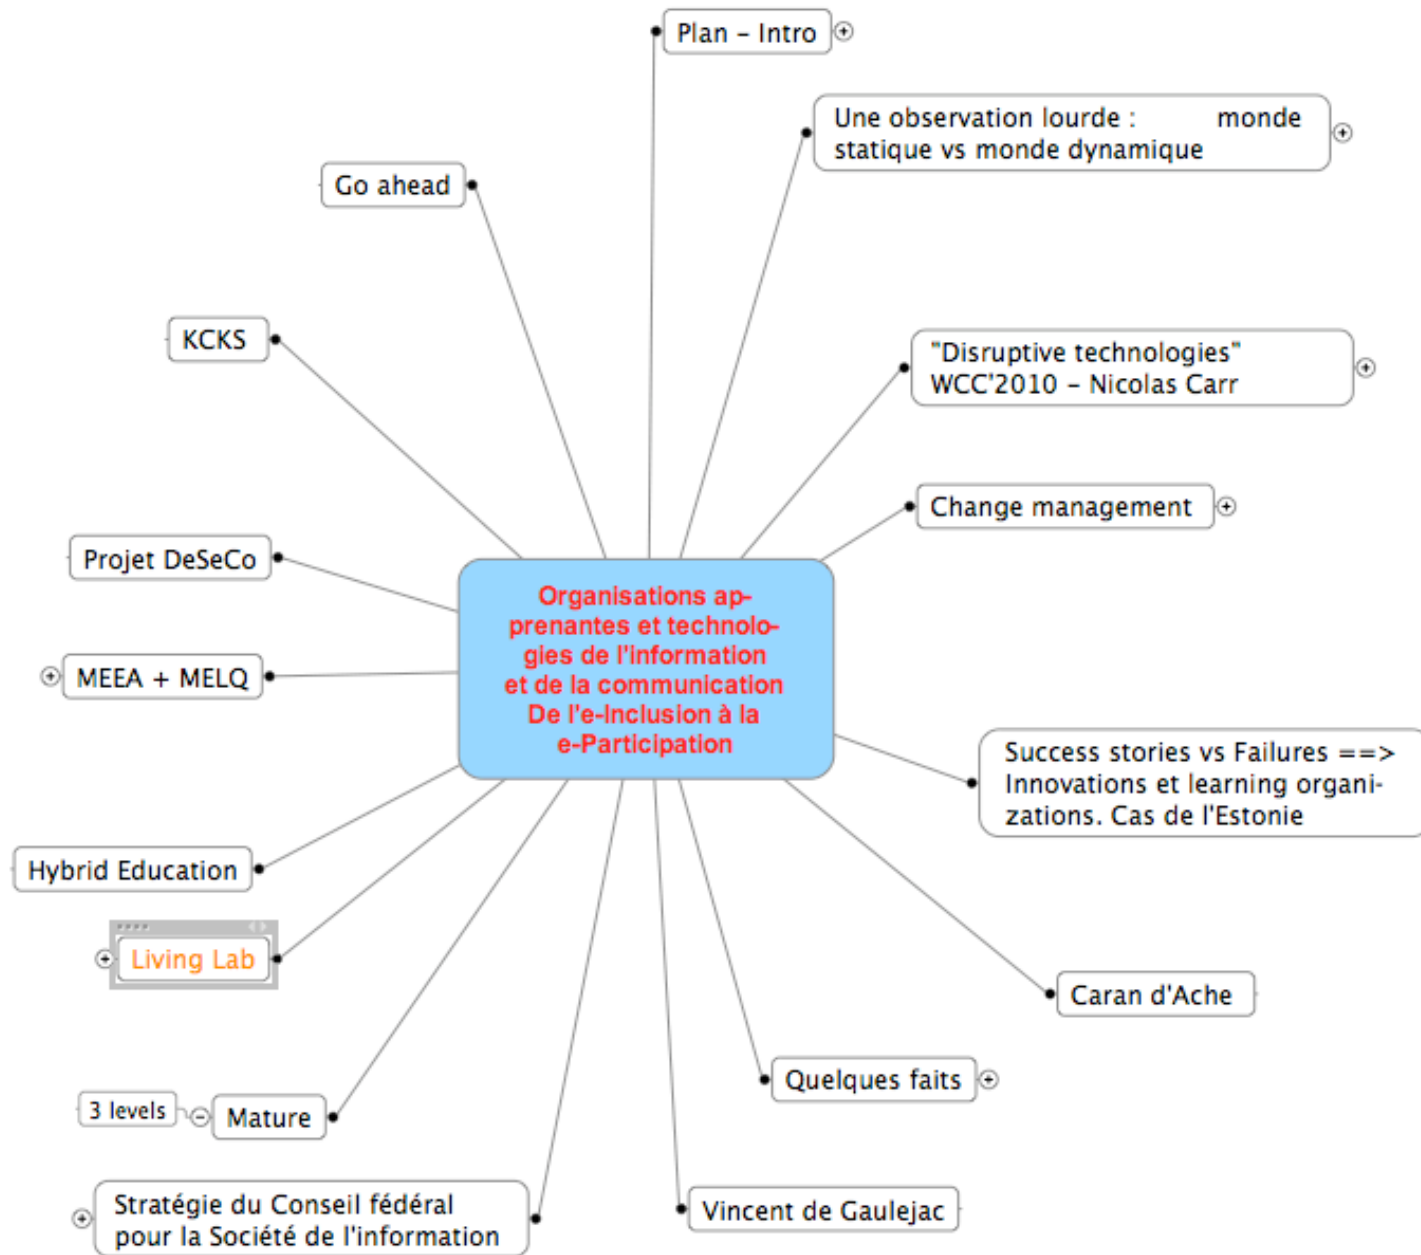 Plan – Intro
Une observation lourde : monde
statique vs monde dynamique
Go ahead
KCKS
"Disruptive technologies"
WCC'2010 – Nicolas Carr
Change management
Projet DeSeCo
Organisations ap-
prenantes et technolo-
gies de l'information
et de la communication
De l'e-Inclusion à la
e-Participation
MEEA + MELQ
Success stories vs Failures ==>
Innovations et learning organi-
zations. Cas de l'Estonie
Hybrid Education
Living Lab
Caran d'Ache
Quelques faits
3 levels
Mature
Vincent de Gaulejac
Stratégie du Conseil fédéral
pour la Société de l'information